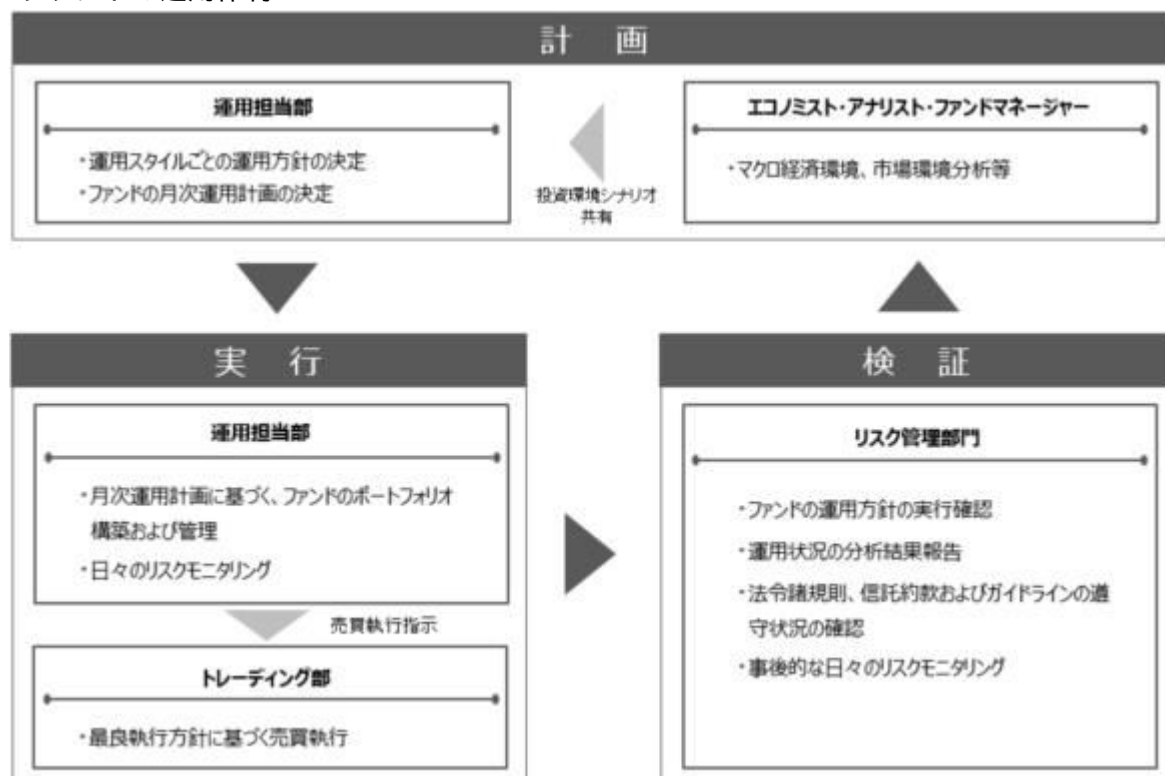 計 画
運用担当部
・運用スタイルごとの運用方針の決定
・ファンドの月次運用計画の決定
投資環境シナリオ
共有
エコノミスト・アナリスト・ファンドマネージャー
・マクロ経済環境、市場環境分析等
実 行
運用担当部
・月次運用計画に基づく、ファンドのポートフォリオ
構築および管理
・日々のリスクモニタリング
売買執行指示
トレーディング部
・最良執行方針に基づく売買執行
検 証
リスク管理部門
・ファンドの運用方針の実行確認
・運用状況の分析結果報告
・法令諸規則、信託約款およびガイドラインの遵
守状況の確認
・事後的な日々のリスクモニタリング